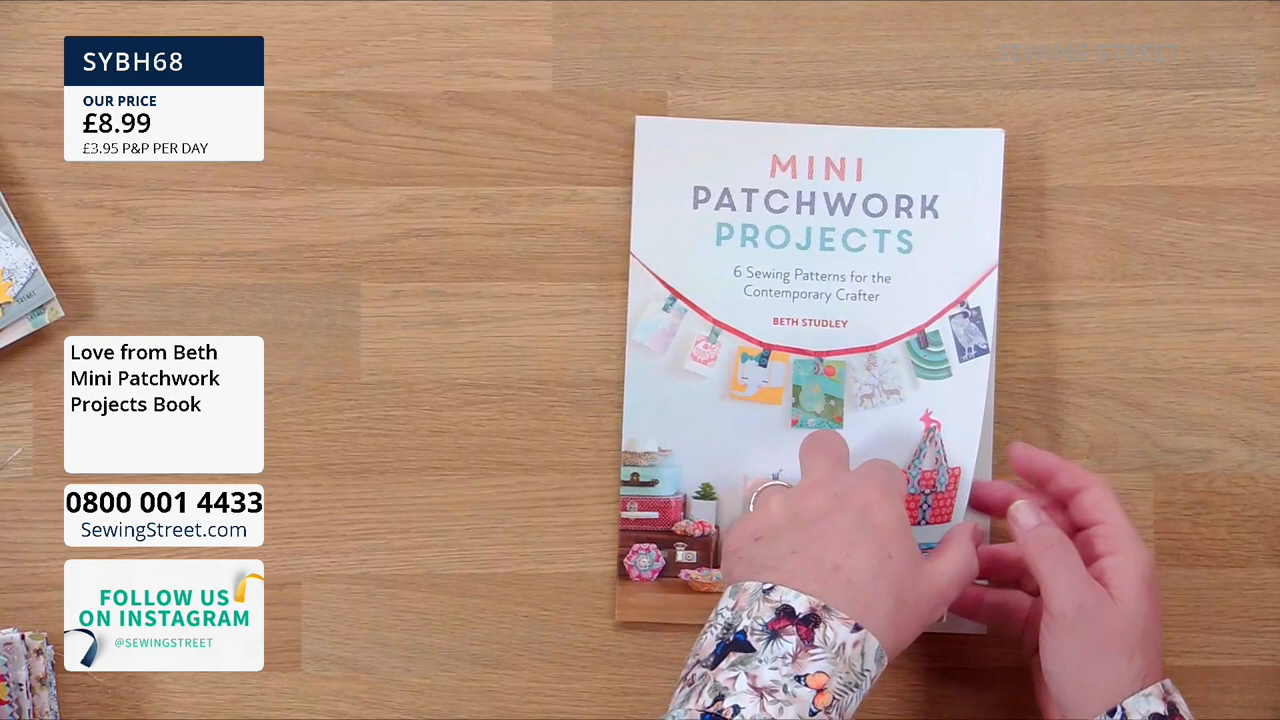 SYBH68
OUR PRICE
£8.99
£3.95 P&P PER DAY
Love from Beth
Mini Patchwork
Projects Book
0800 001 4433
SewingStreet.com
FOLLOW US
ON INSTAGRAM
@SEWINGSTREET
SEWING STREET
MINI
PATCHWORK
PROJECTS
6 Sewing Patterns for the
Contemporary Crafter
BETH STUDLEY